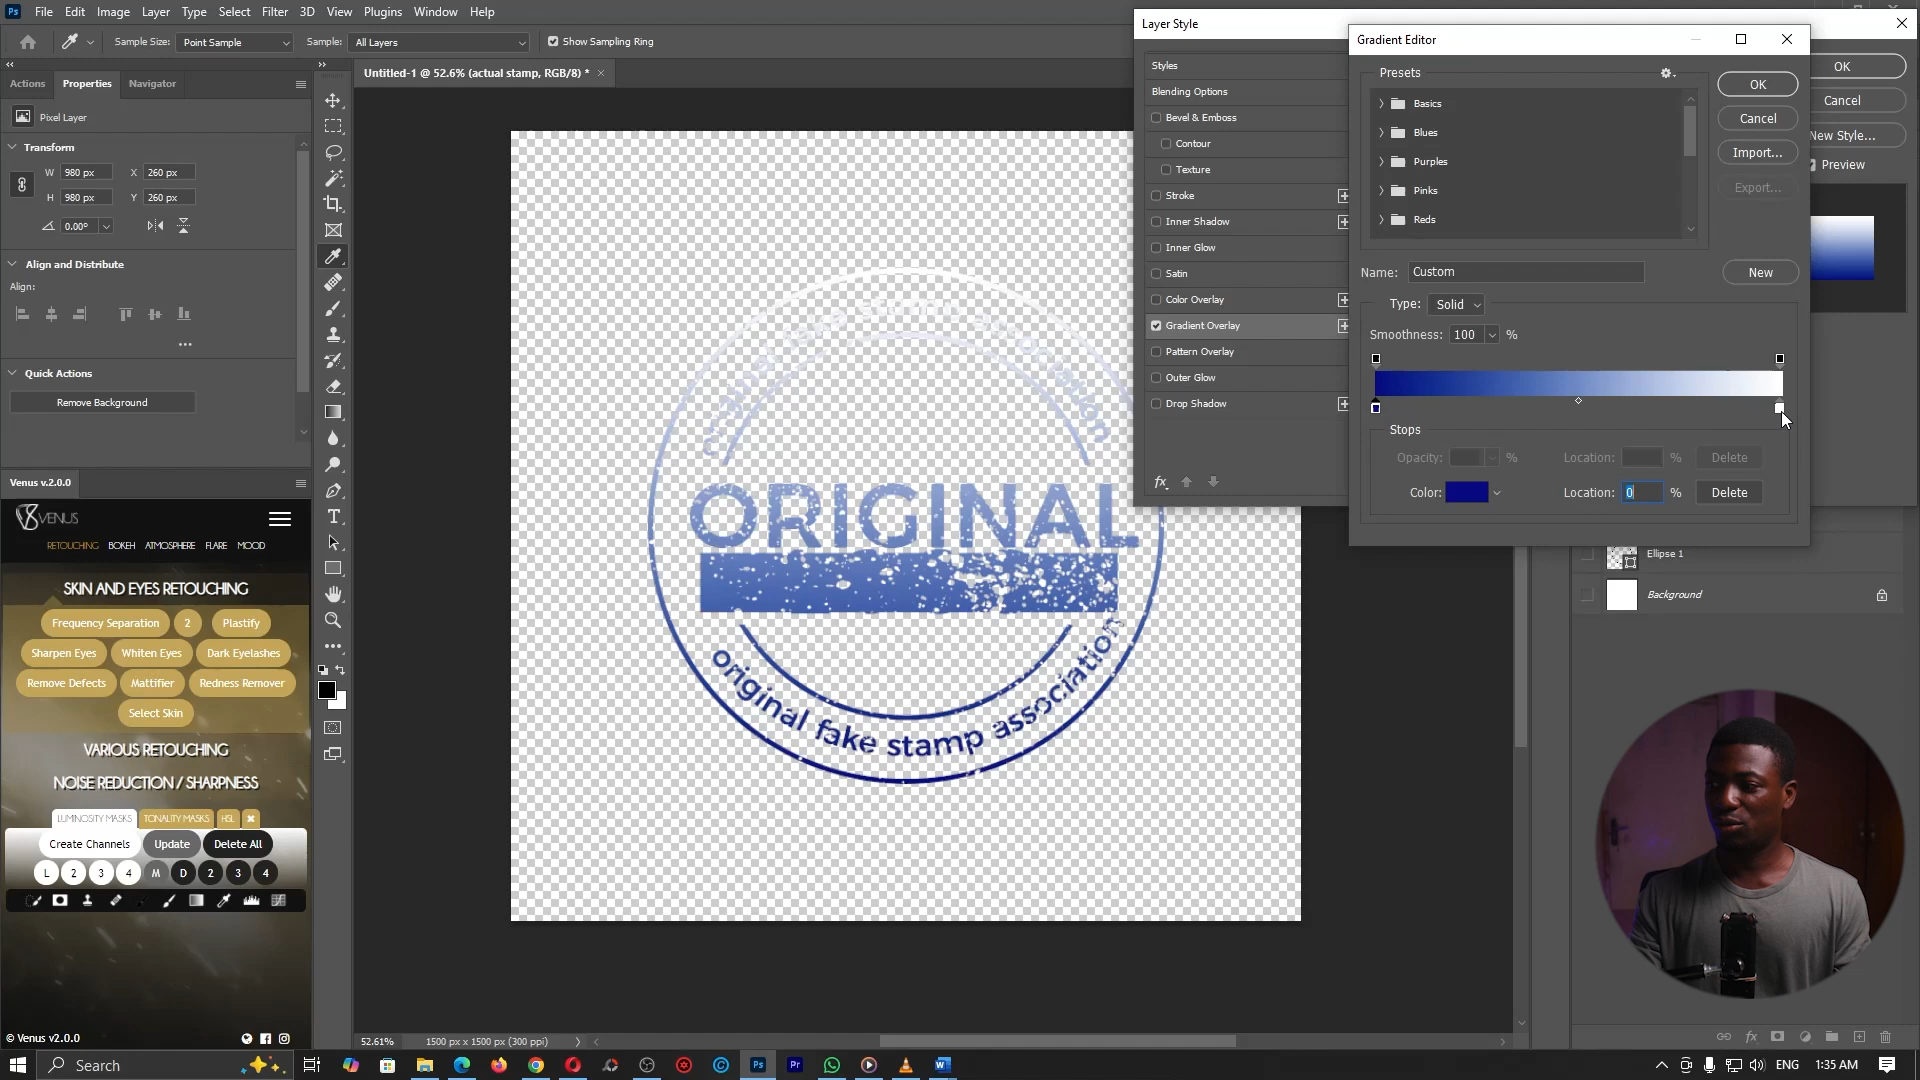 Ps File Edit Image Layer Type Select Filter 3D View Plugins Window Help
Sample Size: Point Sample Sample: All Layers Show Sampling Ring
Untitled-1 @ 52.6% (actual stamp, RGB/8) *
Actions Properties Navigator
Pixel Layer
Transform
W 980 px X 260 px
H 980 px Y 260 px
0.00°
Align and Distribute
Align:
Quick Actions
Remove Background
Venus v.2.0.0
VENUS
RETOUCHING BOKEH ATMOSPHERE FLARE MOOD
SKIN AND EYES RETOUCHING
Frequency Separation 2 Plastify
Sharpen Eyes Whiten Eyes Dark Eyelashes
Remove Defects Mattifier Redness Remover
Select Skin
VARIOUS RETOUCHING
NOISE REDUCTION / SHARPNESS
LUMINOSITY MASKS TONALITY MASKS HSL
Create Channels Update Delete All
L 2 3 4 M D 2 3 4
© Venus v2.0.0
original fake stamp association
ORIGINAL
original fake stamp association
Layer Style
Styles
Blending Options
Bevel & Emboss
Contour
Texture
Stroke
Inner Shadow
Inner Glow
Satin
Color Overlay
Gradient Overlay
Pattern Overlay
Outer Glow
Drop Shadow
fx
OK
Cancel
New Style...
Preview
Gradient Editor
Presets
Basics
Blues
Purples
Pinks
Reds
OK
Cancel
Import...
Export...
Name: Custom New
Type: Solid
Smoothness: 100 %
Stops
Opacity: % Location: % Delete
Color: Location: 0 % Delete
Ellipse 1
Background
fx
52.61% 1500 px x 1500 px (300 ppi)
Search
Ps Pr
ENG 1:35 AM